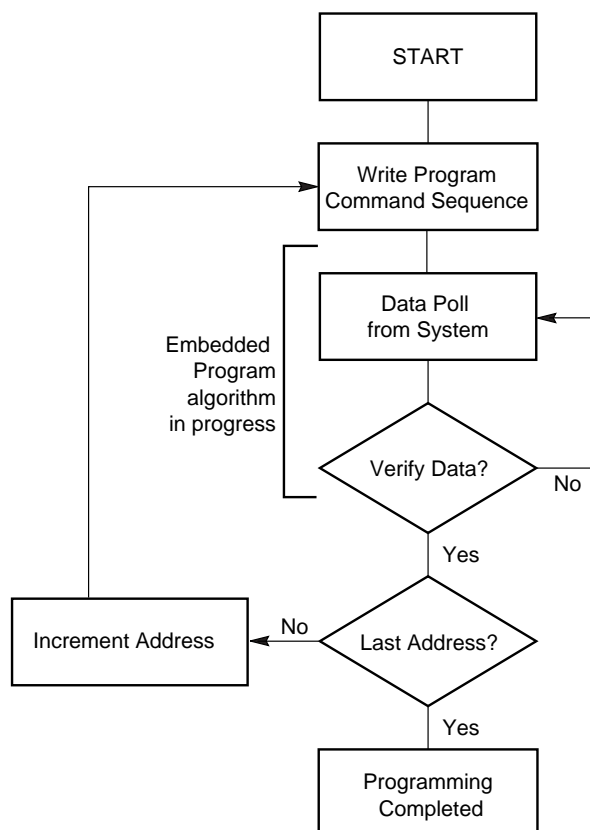 START
Write Program
Command Sequence
Data Poll
from System
Embedded
Program
algorithm
in progress
Verify Data?
No
Yes
Increment Address
No
Last Address?
Yes
Programming
Completed